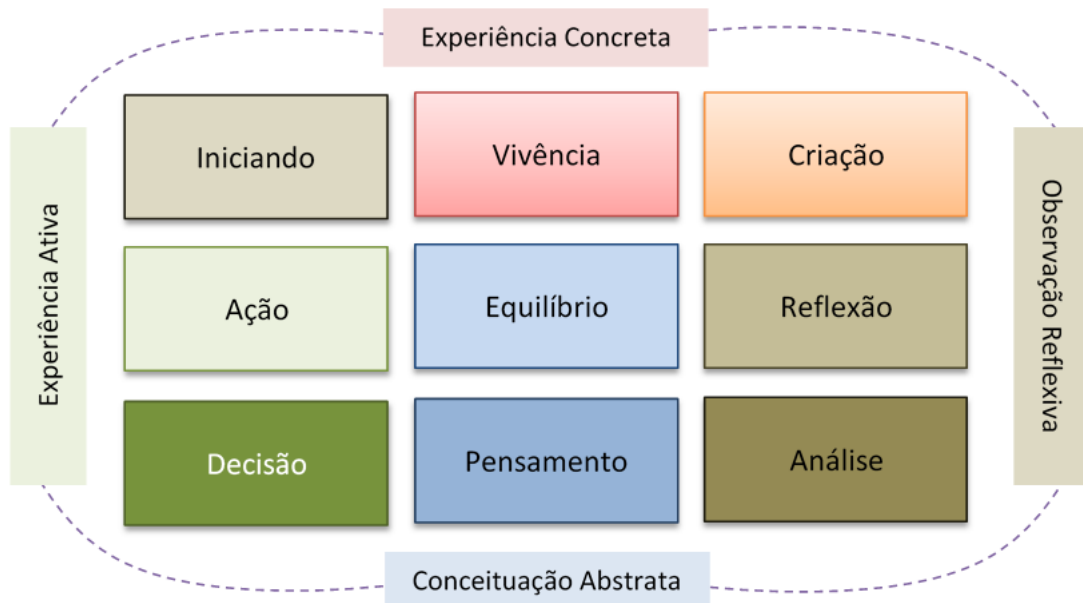 Experiência Concreta
Iniciando
Vivência
Criação
Experiência Ativa
Ação
Equilíbrio
Reflexão
Observação Reflexiva
Decisão
Pensamento
Análise
Conceituação Abstrata